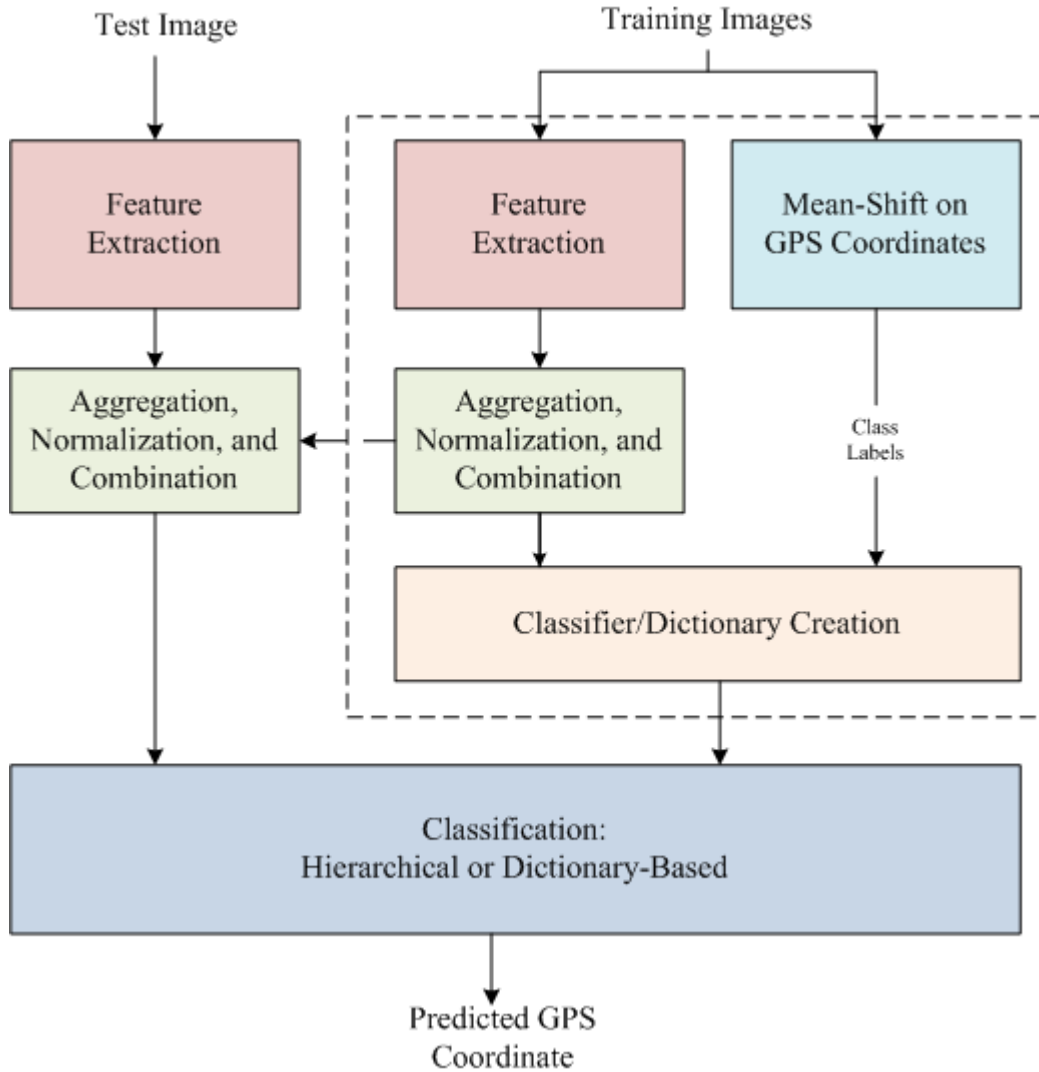 Test Image
Training Images
Feature
Extraction
Feature
Extraction
Mean-Shift on
GPS Coordinates
Aggregation,
Normalization, and
Combination
Aggregation,
Normalization, and
Combination
Class
Labels
Classifier/Dictionary Creation
Classification:
Hierarchical or Dictionary-Based
Predicted GPS
Coordinate